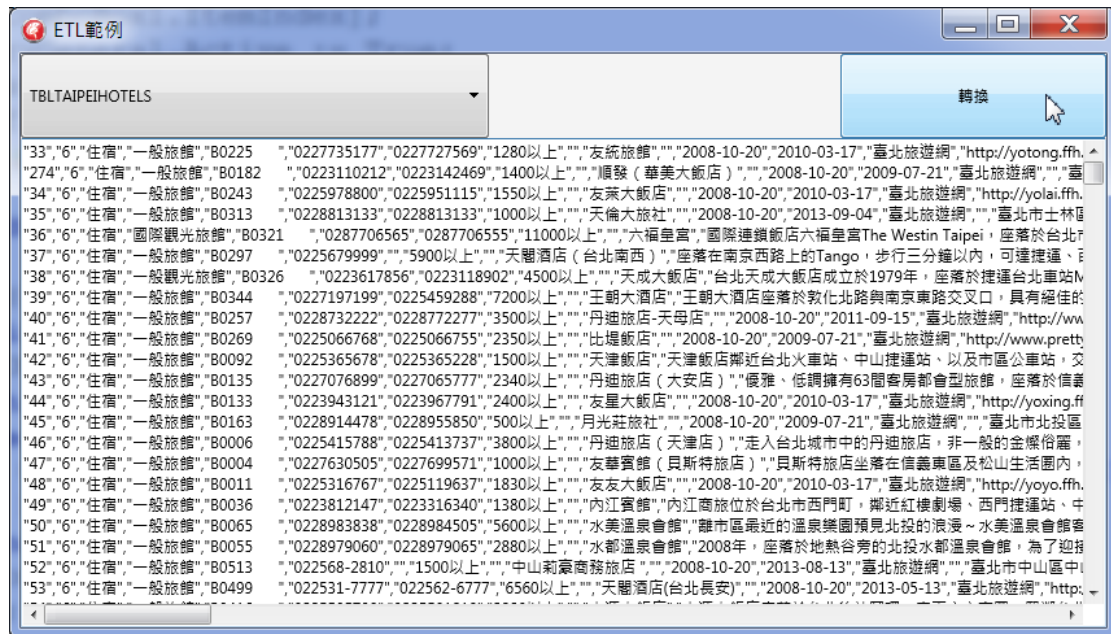 ETL範例
TBLTAIPEIHOTELS
轉換
"33","6","住宿","一般旅館","B0225 ","0227735177","0227727569","1280以上","","友統旅館","","2008-10-20","2010-03-17","臺北旅遊網","http://yotong.ffh.
"274","6","住宿","一般旅館","B0182 ","0223110212","0223142469","1400以上","","順發（華美大飯店）","","2008-10-20","2009-07-21","臺北旅遊網","","臺
"34","6","住宿","一般旅館","B0243 ","0225978800","0225951115","1550以上","","友萊大飯店","","2008-10-20","2010-03-17","臺北旅遊網","http://yolai.ffh.
"35","6","住宿","一般旅館","B0313 ","0228813133","0228813133","1000以上","","天倫大旅社","","2008-10-20","2013-09-04","臺北旅遊網","","臺北市士林區
"36","6","住宿","國際觀光旅館","B0321 ","0287706565","0287706555","11000以上","","六福皇宮","國際連鎖飯店六福皇宮The Westin Taipei，座落於台北市
"37","6","住宿","一般旅館","B0297 ","0225679999","","5900以上","","天閣酒店（台北南西）","座落在南京西路上的Tango，步行三分鐘以內，可達捷運、百
"38","6","住宿","一般觀光旅館","B0326 ","0223617856","0223118902","4500以上","","天成大飯店","台北天成大飯店成立於1979年，座落於捷運台北車站M
"39","6","住宿","一般旅館","B0344 ","0227197199","0225459288","7200以上","","王朝大酒店","王朝大酒店座落於敦化北路與南京東路交叉口，具有絕佳的
"40","6","住宿","一般旅館","B0257 ","0228732222","0228772277","3500以上","","丹迪旅店-天母店","","2008-10-20","2011-09-15","臺北旅遊網","http://ww
"41","6","住宿","一般旅館","B0269 ","0225066768","0225066755","2350以上","","比堤飯店","","2008-10-20","2009-07-21","臺北旅遊網","http://www.prett
"42","6","住宿","一般旅館","B0092 ","0225365678","0225365228","1500以上","","天津飯店","天津飯店鄰近台北火車站、中山捷運站、以及市區公車站，交
"43","6","住宿","一般旅館","B0135 ","0227076899","0227065777","2340以上","","丹迪旅店（大安店）","優雅、低調擁有63間客房都會型旅館，座落於信義
"44","6","住宿","一般旅館","B0133 ","0223943121","0223967791","2400以上","","友星大飯店","","2008-10-20","2010-03-17","臺北旅遊網","http://yoxing.ff
"45","6","住宿","一般旅館","B0163 ","0228914478","0228955850","500以上","","月光莊旅社","","2008-10-20","2009-07-21","臺北旅遊網","","臺北市北投區
"46","6","住宿","一般旅館","B0006 ","0225415788","0225413737","3800以上","","丹迪旅店（天津店）","走入台北城市中的丹迪旅店，非一般的金燦俗麗，
"47","6","住宿","一般旅館","B0004 ","0227630505","0227699571","1000以上","","友華賓館（貝斯特旅店）","貝斯特旅店坐落在信義東區及松山生活圈內，
"48","6","住宿","一般旅館","B0011 ","0225316767","0225119637","1830以上","","友友大飯店","","2008-10-20","2010-03-17","臺北旅遊網","http://yoyo.ffh.
"49","6","住宿","一般旅館","B0036 ","0223812147","0223316340","1380以上","","內江賓館","內江商旅位於台北市西門町，鄰近紅樓劇場、西門捷運站、中
"50","6","住宿","一般旅館","B0065 ","0228983838","0228984505","5600以上","","水美溫泉會館","離市區最近的溫泉樂園預見北投的浪漫～水美溫泉會館客
"51","6","住宿","一般旅館","B0055 ","0228979060","0228979065","2880以上","","水都溫泉會館","2008年，座落於地熱谷旁的北投水都溫泉會館，為了迎接
"52","6","住宿","一般旅館","B0513 ","022568-2810","","1500以上","","中山莿豪商務旅店","","2008-10-20","2013-08-13","臺北旅遊網","","臺北市中山區中山
"53","6","住宿","一般旅館","B0499 ","022531-7777","022562-6777","6560以上","","天閣酒店(台北長安)","","2008-10-20","2013-05-13","臺北旅遊網","http: